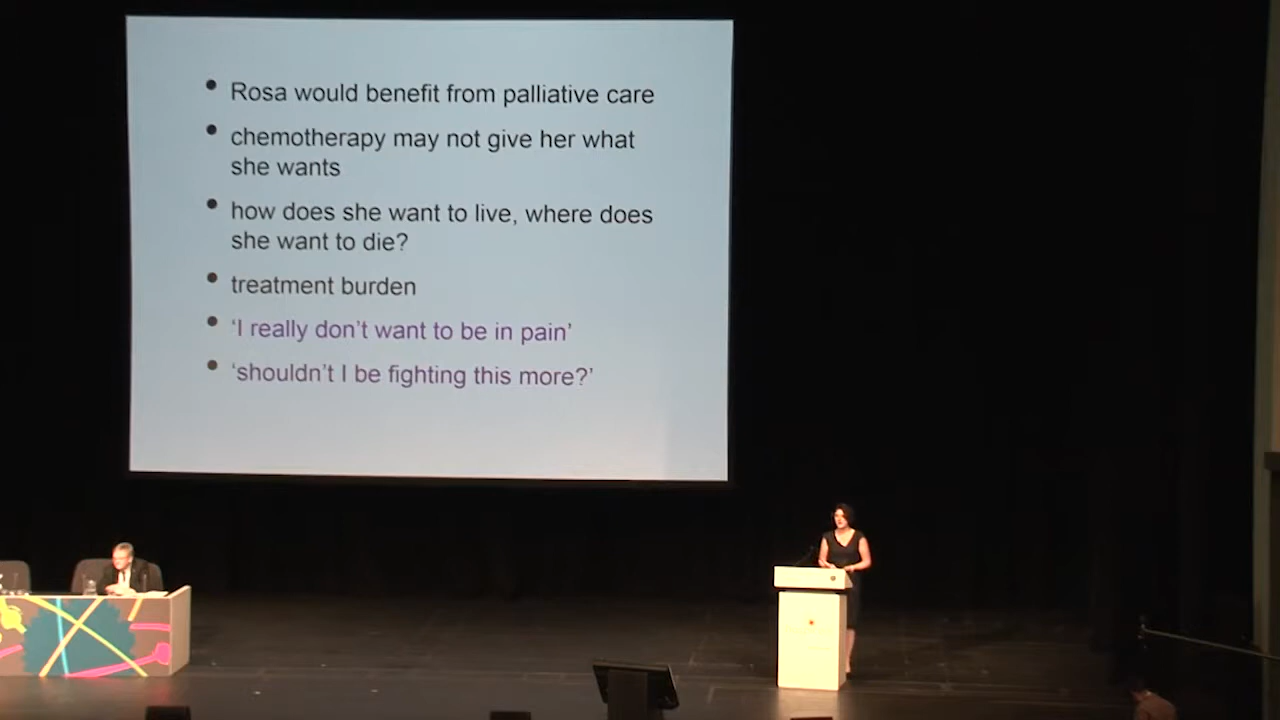 • Rosa would benefit from palliative care
• chemotherapy may not give her what
she wants
• how does she want to live, where does
she want to die?
• treatment burden
• ‘I really don’t want to be in pain’
• ‘shouldn’t I be fighting this more?’